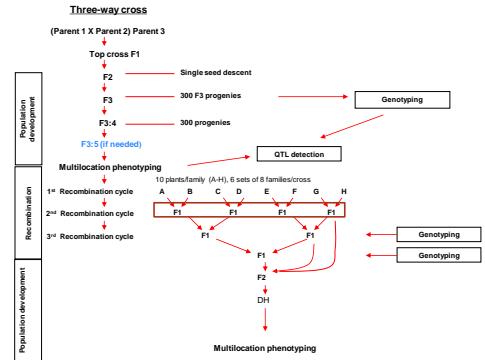 Three-way cross
(Parent 1 X Parent 2) Parent 3
Top cross F1
F2 Single seed descent
F3 300 F3 progenies
Genotyping
F3:4 300 progenies
F3:5 (if needed)
QTL detection
Multilocation phenotyping
Population development
10 plants/family (A-H), 6 sets of 8 families/cross
1st Recombination cycle A B C D E F G H
2nd Recombination cycle F1 F1 F1 F1
3rd Recombination cycle F1 F1
Genotyping
Recombination
F1
Genotyping
F2
DH
Population development
Multilocation phenotyping